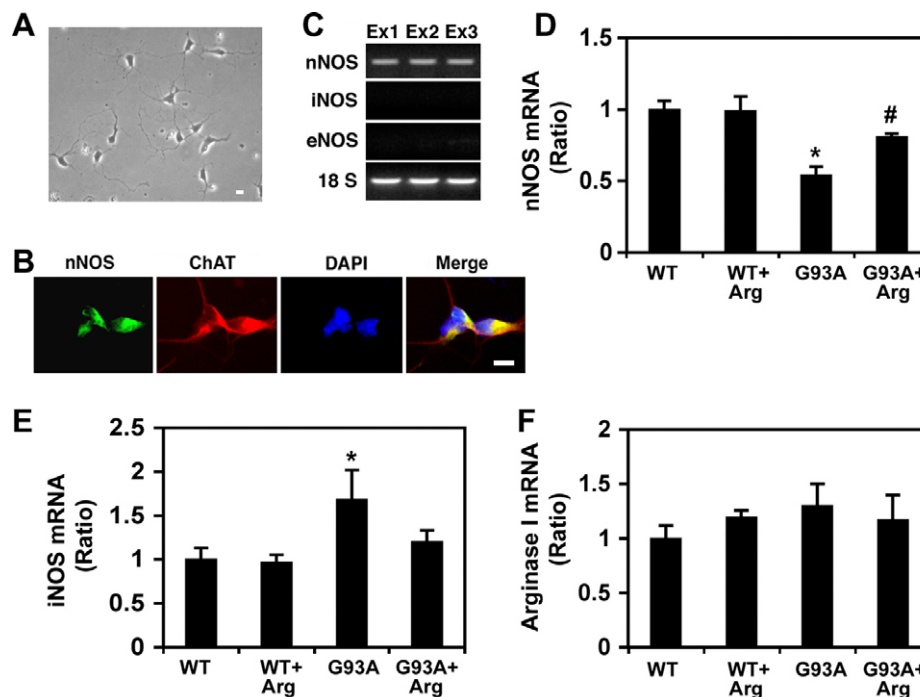 A
Ex1 Ex2 Ex3
C
nNOS
iNOS
eNOS
18 S
B
nNOS ChAT DAPI Merge
D
nNOS mRNA
(Ratio)
1.5
1
0.5
0
*
#
WT WT+ G93A G93A+
Arg Arg
E
iNOS mRNA
(Ratio)
2.5
2
1.5
1
0.5
0
*
WT WT+ G93A G93A+
Arg Arg
F
Arginase I mRNA
(Ratio)
2
1.5
1
0.5
0
WT WT+ G93A G93A+
Arg Arg